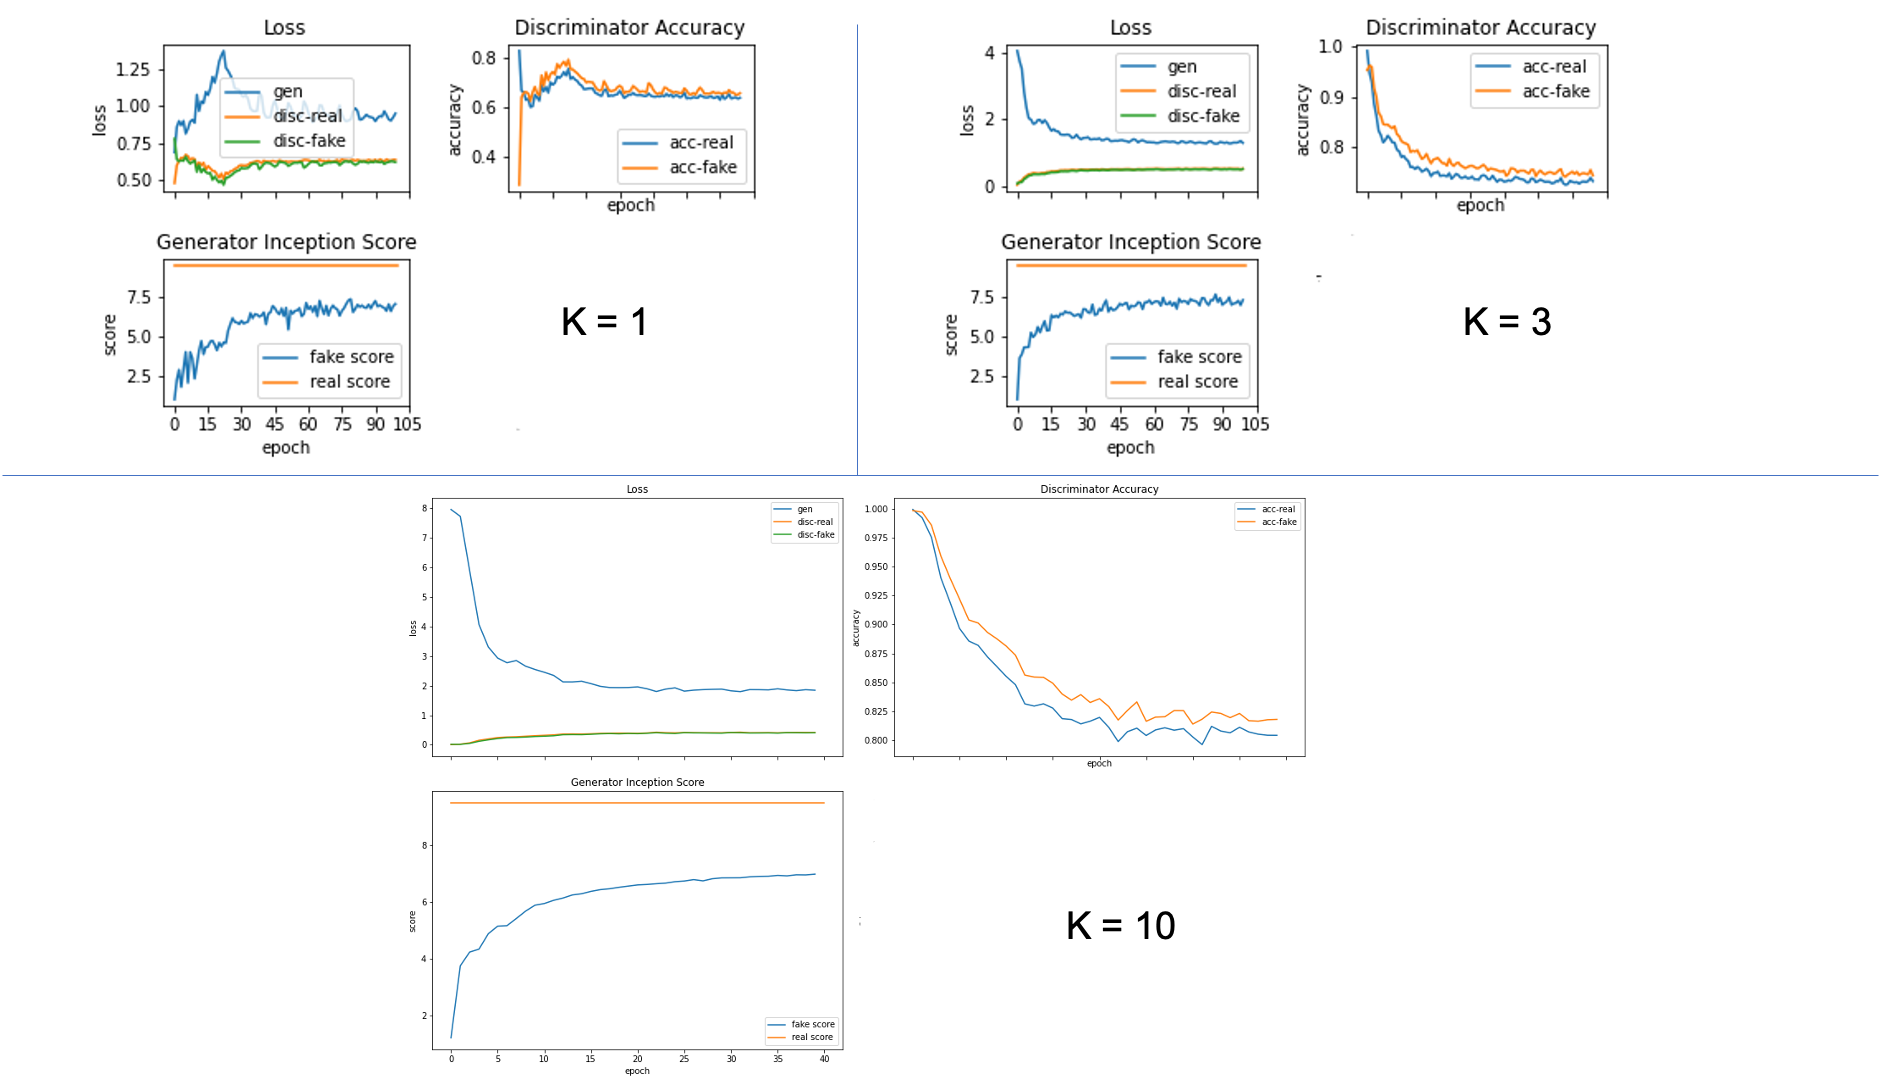 Loss
loss
1.25
1.00
0.75
0.50
gen
disc-real
disc-fake
Discriminator Accuracy
accuracy
0.8
0.6
0.4
acc-real
acc-fake
epoch
Generator Inception Score
score
7.5
5.0
2.5
fake score
real score
0 15 30 45 60 75 90 105
epoch
K = 1
Loss
loss
4
2
0
gen
disc-real
disc-fake
Discriminator Accuracy
accuracy
1.0
0.9
0.8
acc-real
acc-fake
epoch
Generator Inception Score
score
7.5
5.0
2.5
fake score
real score
0 15 30 45 60 75 90 105
epoch
K = 3
Loss
loss
8
7
6
5
4
3
2
1
0
gen
disc-real
disc-fake
Discriminator Accuracy
accuracy
1.000
0.975
0.950
0.925
0.900
0.875
0.850
0.825
0.800
acc-real
acc-fake
epoch
Generator Inception Score
score
8
6
4
2
fake score
real score
0 5 10 15 20 25 30 35 40
epoch
K = 10